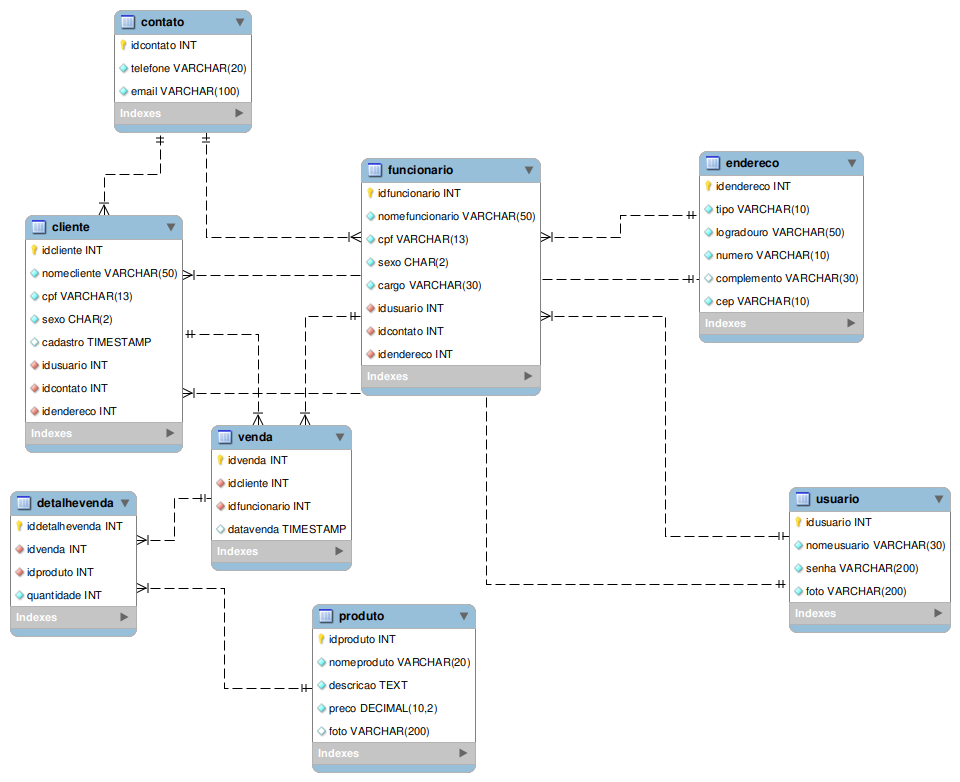 contato
idcontato INT
telefone VARCHAR(20)
email VARCHAR(100)
Indexes
funcionario
idfuncionario INT
nomefuncionario VARCHAR(50)
cpf VARCHAR(13)
sexo CHAR(2)
cargo VARCHAR(30)
idusuario INT
idcontato INT
idendereco INT
Indexes
endereco
idendereco INT
tipo VARCHAR(10)
logradouro VARCHAR(50)
numero VARCHAR(10)
complemento VARCHAR(30)
cep VARCHAR(10)
Indexes
cliente
idcliente INT
nomecliente VARCHAR(50)
cpf VARCHAR(13)
sexo CHAR(2)
cadastro TIMESTAMP
idusuario INT
idcontato INT
idendereco INT
Indexes
venda
idvenda INT
idcliente INT
idfuncionario INT
datavenda TIMESTAMP
Indexes
detalhevenda
iddetalhevenda INT
idvenda INT
idproduto INT
quantidade INT
Indexes
usuario
idusuario INT
nomeusuario VARCHAR(30)
senha VARCHAR(200)
foto VARCHAR(200)
Indexes
produto
idproduto INT
nomeproduto VARCHAR(20)
descricao TEXT
preco DECIMAL(10,2)
foto VARCHAR(200)
Indexes